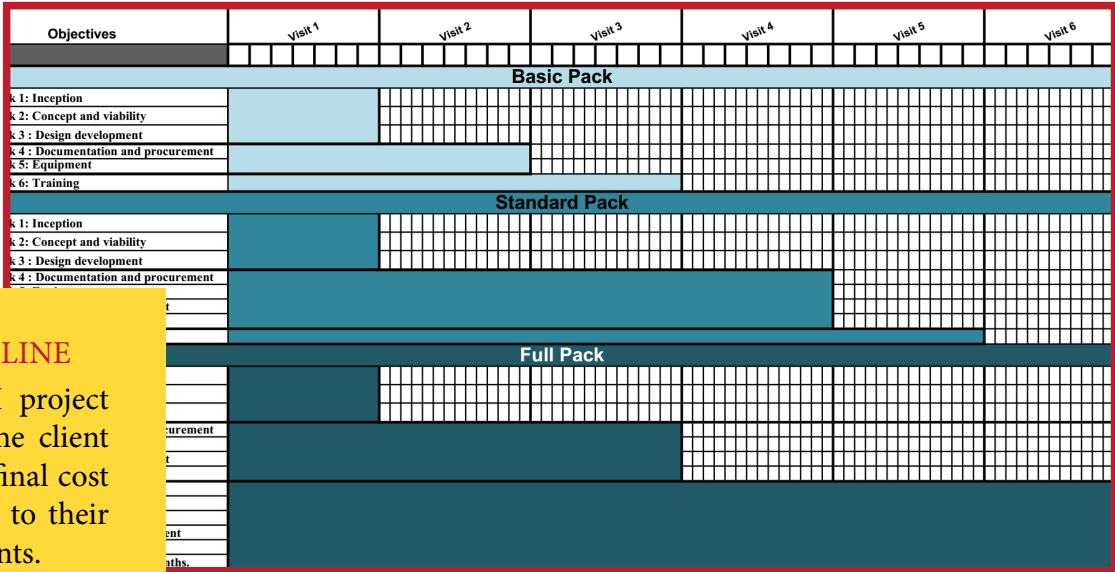 Objectives Visit 1 Visit 2 Visit 3 Visit 4 Visit 5 Visit 6
Basic Pack
k 1: Inception
k 2: Concept and viability
k 3 : Design development
k 4 : Documentation and procurement
k 5: Equipment
k 6: Training
Standard Pack
k 1: Inception
k 2: Concept and viability
k 3 : Design development
k 4 : Documentation and procurement
t
Full Pack
urement
t
ent
nths.
LINE
project
ne client
final cost
to their
nts.